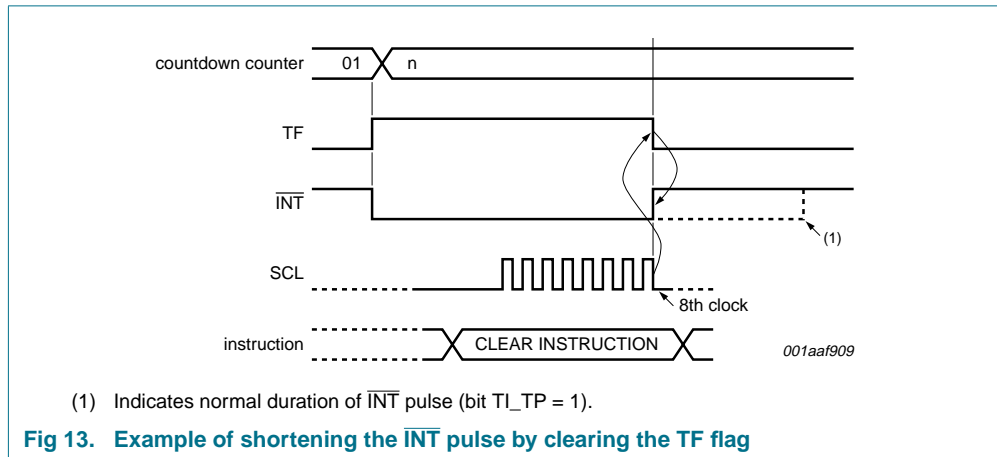 countdown counter 01 n
TF
INT
(1)
SCL
8th clock
instruction CLEAR INSTRUCTION
001aaf909
(1) Indicates normal duration of INT pulse (bit TI_TP = 1).
Fig 13. Example of shortening the INT pulse by clearing the TF flag